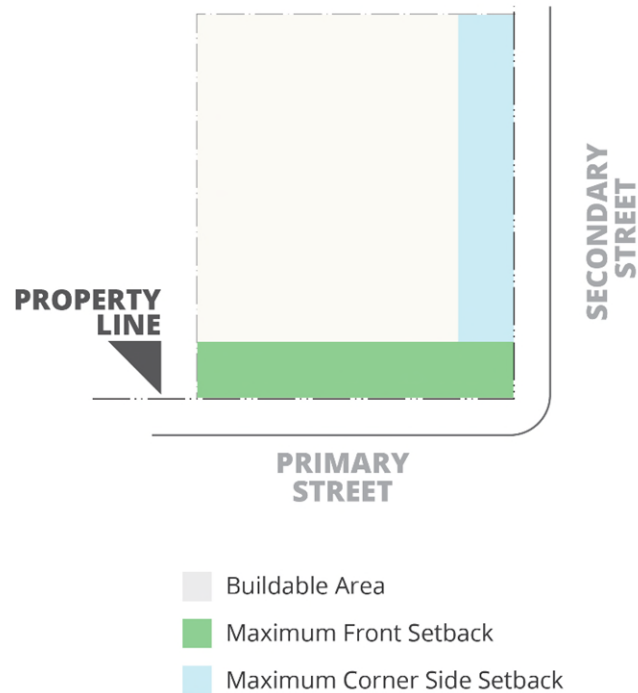 SECONDARY
STREET
PROPERTY
LINE
PRIMARY
STREET
Buildable Area
Maximum Front Setback
Maximum Corner Side Setback